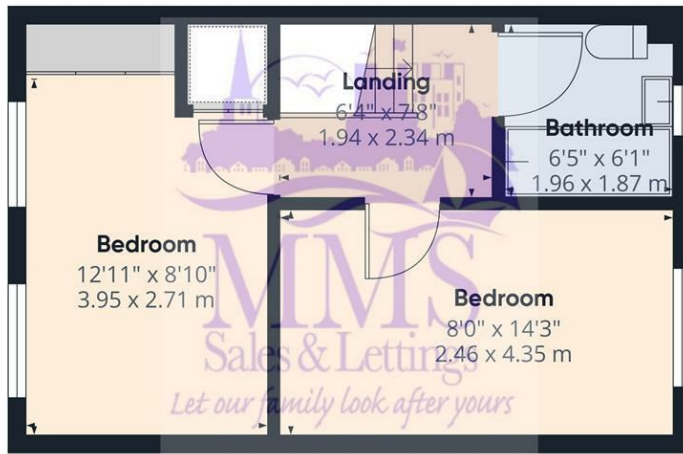 Landing
6'4" x 7'8"
1.94 x 2.34 m
Bathroom
6'5" x 6'1"
1.96 x 1.87 m
Bedroom
12'11" x 8'10"
3.95 x 2.71 m
Bedroom
8'0" x 14'3"
2.46 x 4.35 m
MMS
Sales & Lettings
Let our family look after yours